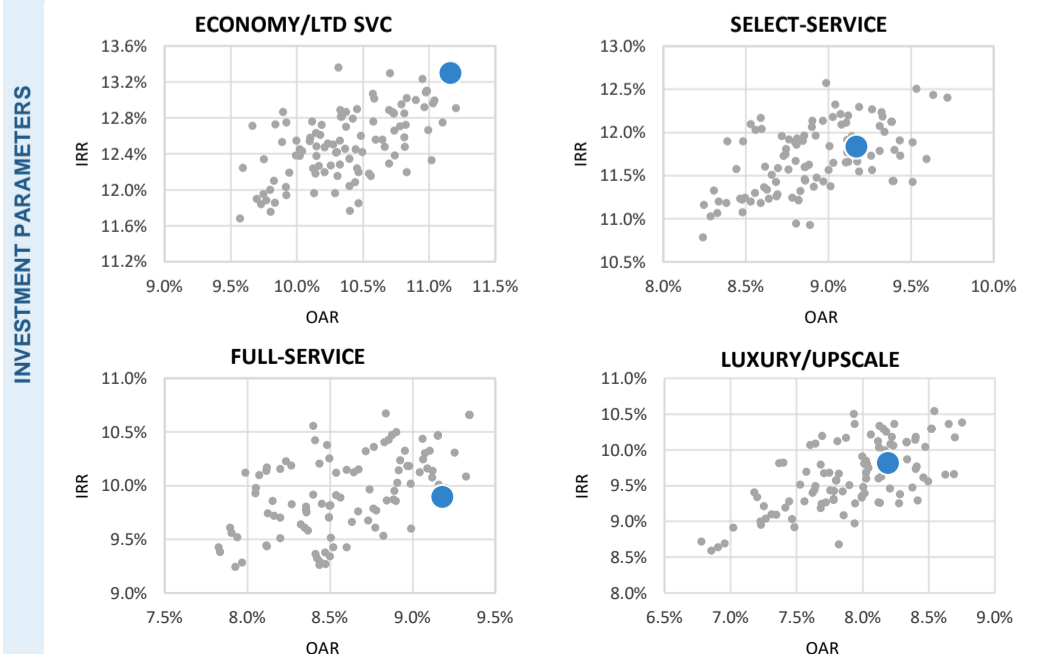 INVESTMENT PARAMETERS
ECONOMY/LTD SVC
13.6%
13.2%
12.8%
12.4%
12.0%
11.6%
11.2%
IRR
9.0% 9.5% 10.0% 10.5% 11.0% 11.5%
OAR
SELECT-SERVICE
13.0%
12.5%
12.0%
11.5%
11.0%
10.5%
IRR
8.0% 8.5% 9.0% 9.5% 10.0%
OAR
FULL-SERVICE
11.0%
10.5%
10.0%
9.5%
9.0%
IRR
7.5% 8.0% 8.5% 9.0% 9.5%
OAR
LUXURY/UPSCALE
11.0%
10.5%
10.0%
9.5%
9.0%
8.5%
8.0%
IRR
6.5% 7.0% 7.5% 8.0% 8.5% 9.0%
OAR